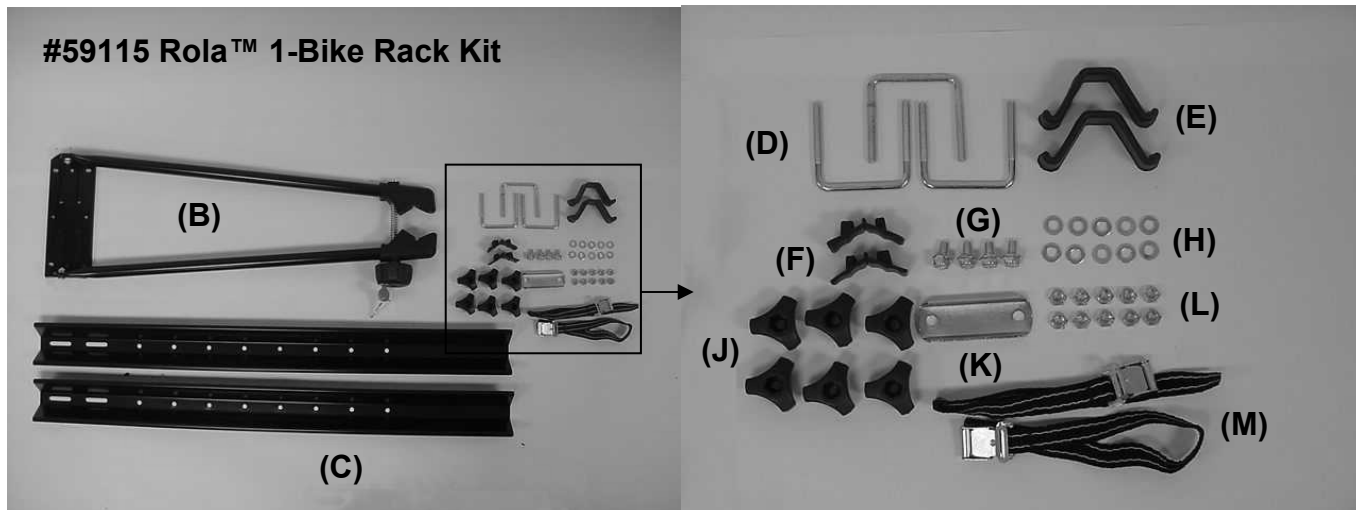 #59115 Rola™ 1-Bike Rack Kit
(B)
(C)
(D)
(E)
(G)
(F)
(H)
(L)
(J)
(K)
(M)